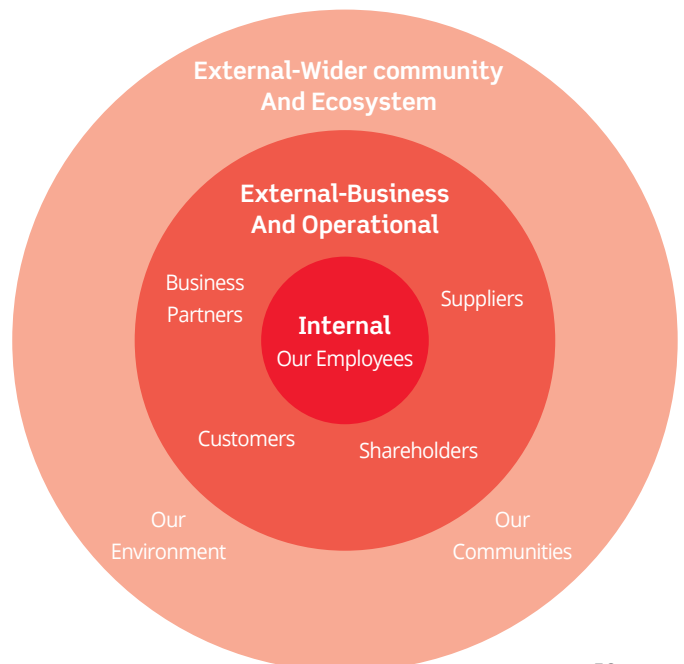 External-Wider community
And Ecosystem
External-Business
And Operational
Business
Partners
Suppliers
Internal
Our Employees
Customers
Shareholders
Our
Environment
Our
Communities